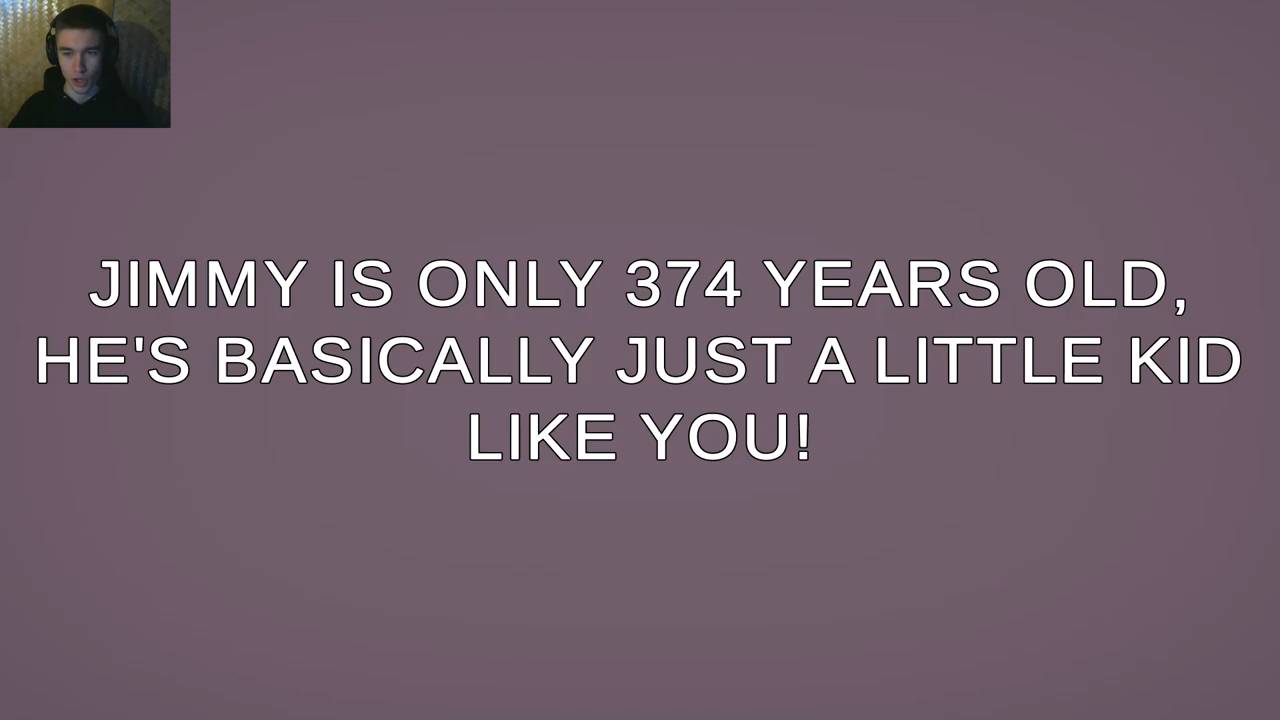 JIMMY IS ONLY 374 YEARS OLD,
HE'S BASICALLY JUST A LITTLE KID
LIKE YOU!